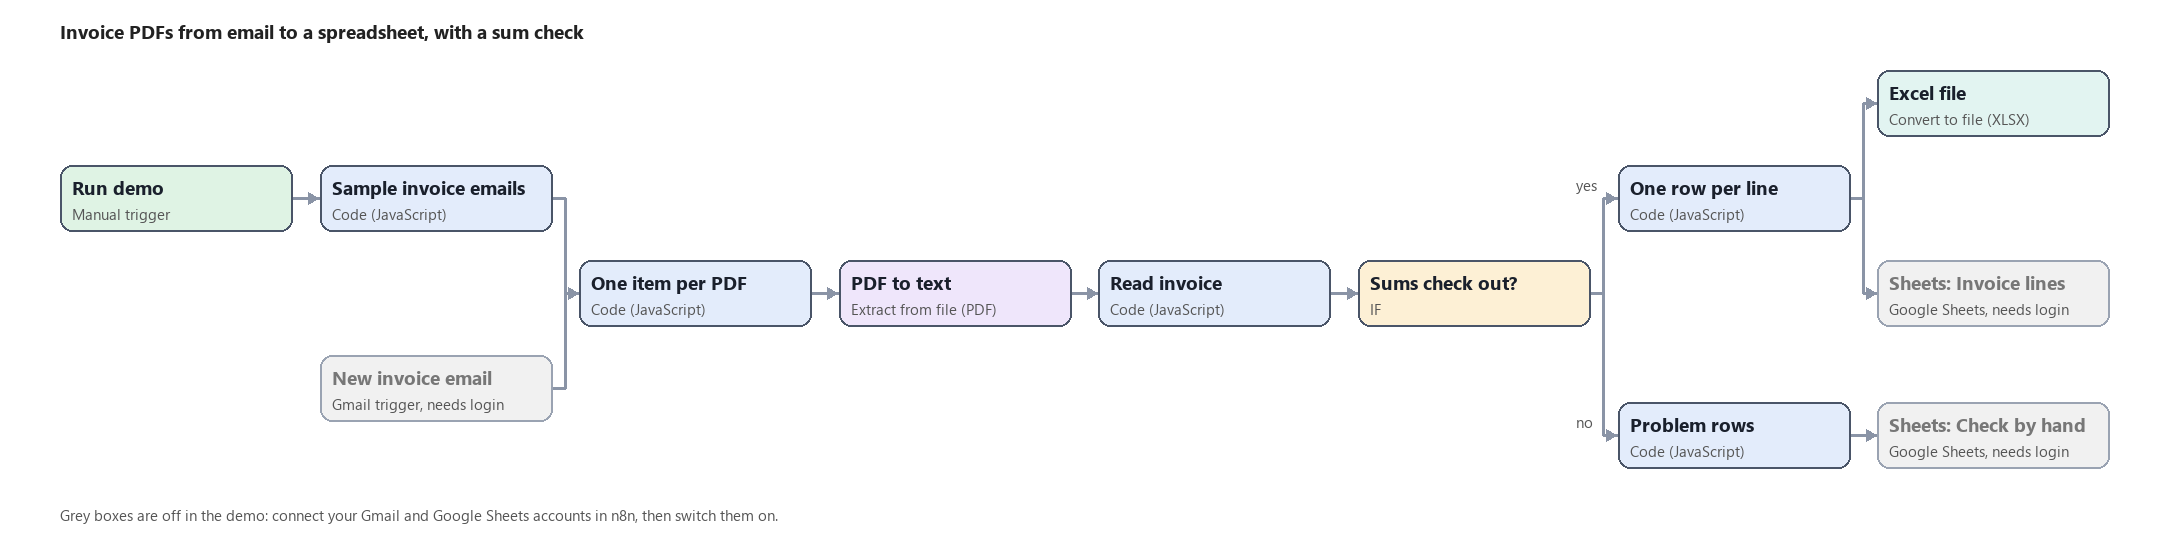 Invoice PDFs from email to a spreadsheet, with a sum check
Run demo
Manual trigger
Sample invoice emails
Code (JavaScript)
New invoice email
Gmail trigger, needs login
One item per PDF
Code (JavaScript)
PDF to text
Extract from file (PDF)
Read invoice
Code (JavaScript)
Sums check out?
IF
yes
One row per line
Code (JavaScript)
Excel file
Convert to file (XLSX)
Sheets: Invoice lines
Google Sheets, needs login
no
Problem rows
Code (JavaScript)
Sheets: Check by hand
Google Sheets, needs login
Grey boxes are off in the demo: connect your Gmail and Google Sheets accounts in n8n, then switch them on.